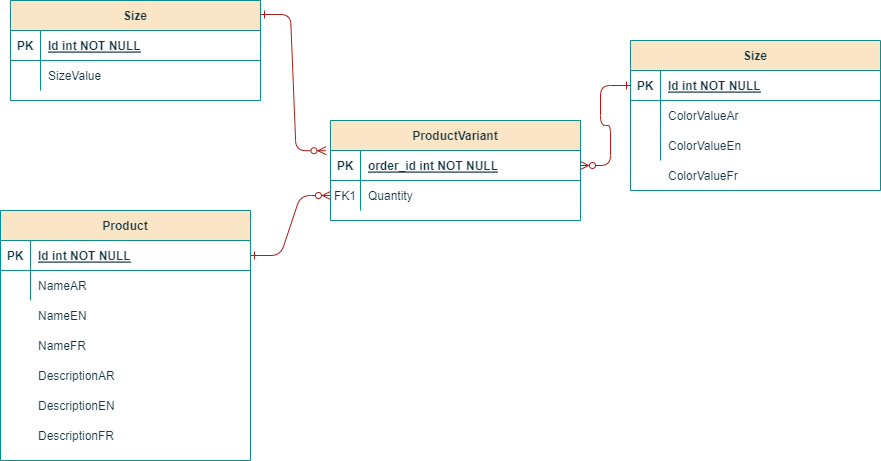 Size
PK Id int NOT NULL
SizeValue
Size
PK Id int NOT NULL
ColorValueAr
ColorValueEn
ColorValueFr
ProductVariant
PK order_id int NOT NULL
FK1 Quantity
Product
PK Id int NOT NULL
NameAR
NameEN
NameFR
DescriptionAR
DescriptionEN
DescriptionFR